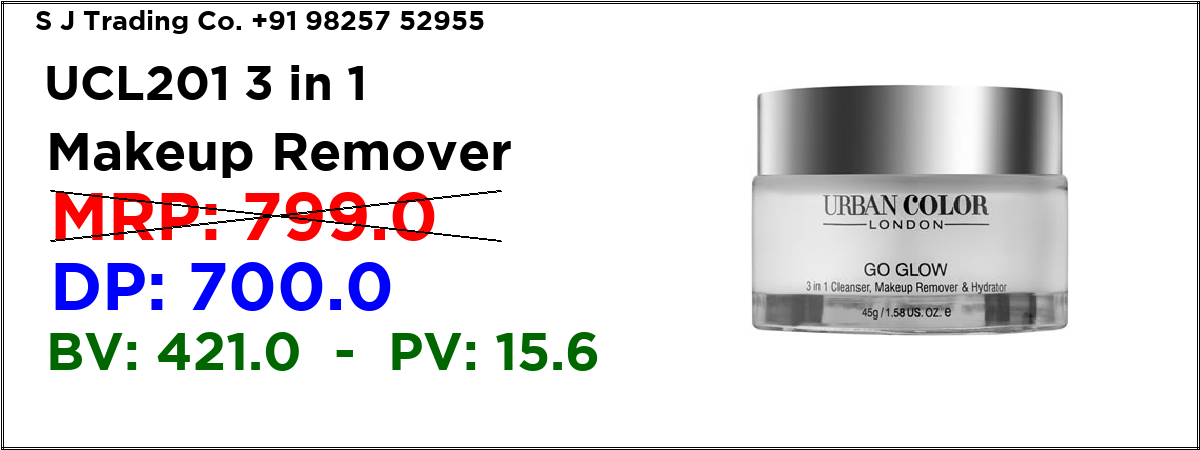 S J Trading Co. +91 98257 52955
UCL201 3 in 1
Makeup Remover
MRP: 799.0
DP: 700.0
BV: 421.0 - PV: 15.6
URBAN COLOR
LONDON
GO GLOW
3 in 1 Cleanser, Makeup Remover & Hydrator
45g / 1.58 US. OZ. e